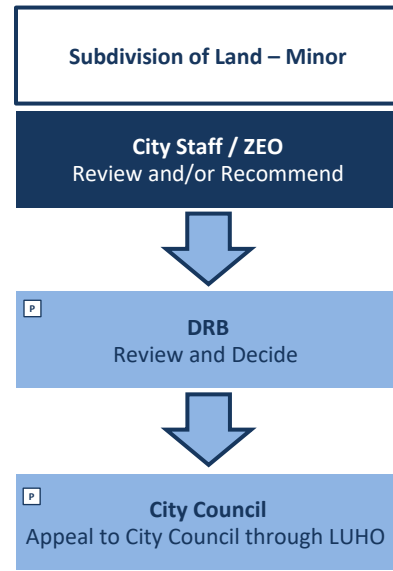 Subdivision of Land – Minor
City Staff / ZEO
Review and/or Recommend
P
DRB
Review and Decide
P
City Council
Appeal to City Council through LUHO